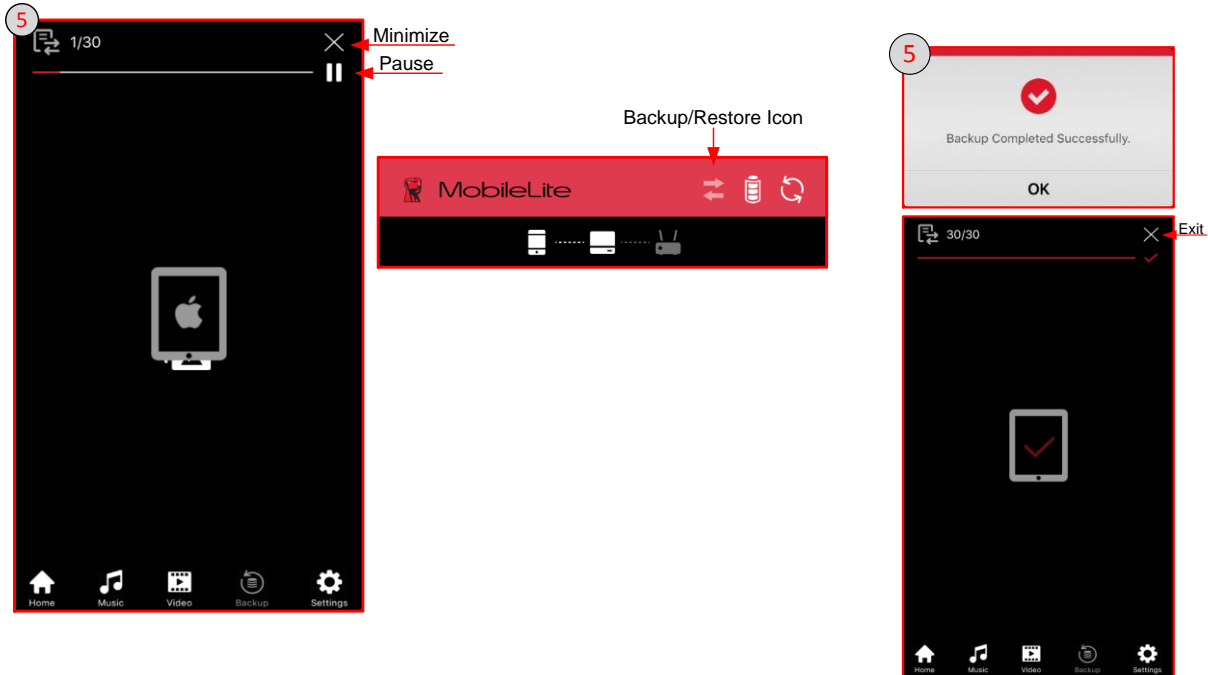 5
1/30
Minimize
Pause
Home Music Video Backup Settings
Backup/Restore Icon
MobileLite
5
Backup Completed Successfully.
OK
30/30
Exit
Home Music Video Backup Settings